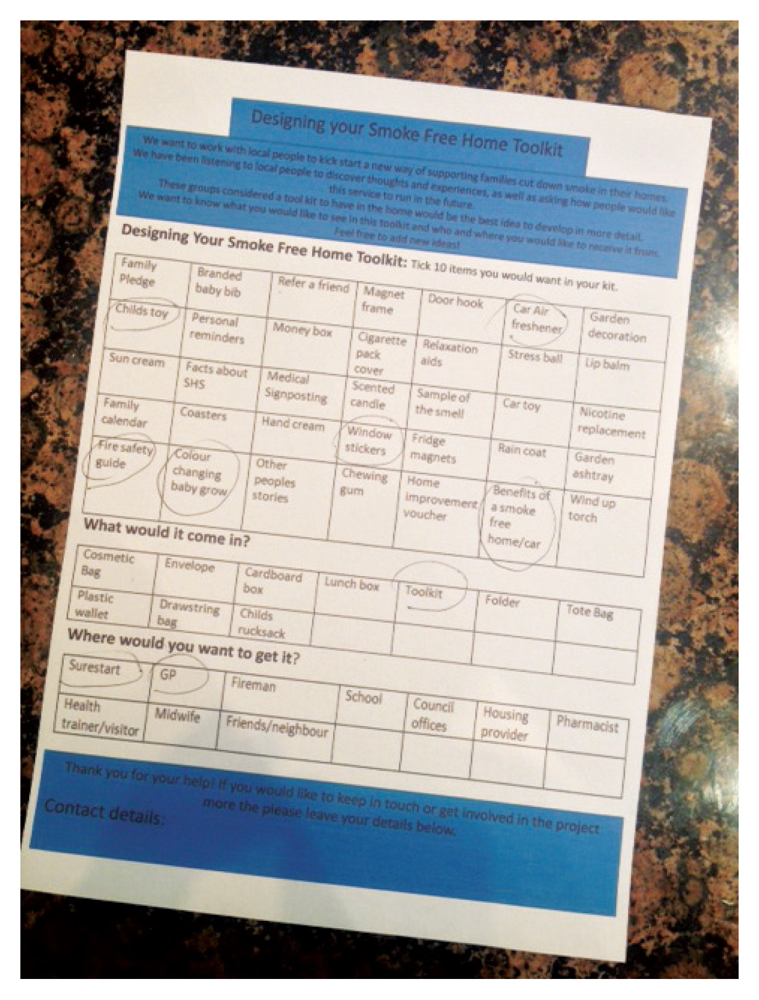 Designing your Smoke Free Home Toolkit
We want to work with local people to kick start a new way of supporting families cut down smoke in their homes.
We have been listening to local people to discover thoughts and experiences, as well as asking how people would like
this service to run in the future.
These groups considered a tool kit to have in the home would be the best idea to develop in more detail.
We want to know what you would like to see in this toolkit and who and where you would like to receive it from.
Feel free to add new ideas!
Designing Your Smoke Free Home Toolkit: Tick 10 items you would want in your kit.
Family
Pledge
Branded
baby bib
Refer a friend
Magnet
frame
Door hook
Car Air
freshener
Garden
decoration
Childs toy
Personal
reminders
Money box
Cigarette
pack
cover
Relaxation
aids
Stress ball
Lip balm
Sun cream
Facts about
SHS
Medical
Signposting
Scented
candle
Sample of
the smell
Car toy
Nicotine
replacement
Family
calendar
Coasters
Hand cream
Window
stickers
Fridge
magnets
Rain coat
Garden
ashtray
Fire safety
guide
Colour
changing
baby grow
Other
peoples
stories
Chewing
gum
Home
improvement
voucher
Benefits of
a smoke
free
home/car
Wind up
torch
What would it come in?
Cosmetic
Bag
Envelope
Cardboard
box
Lunch box
Toolkit
Folder
Tote Bag
Plastic
wallet
Drawstring
bag
Childs
rucksack
Where would you want to get it?
Surestart
GP
Fireman
School
Council
offices
Housing
provider
Pharmacist
Health
trainer/visitor
Midwife
Friends/neighbour
Thank you for your help! If you would like to keep in touch or get involved in the project
more the please leave your details below.
Contact details: